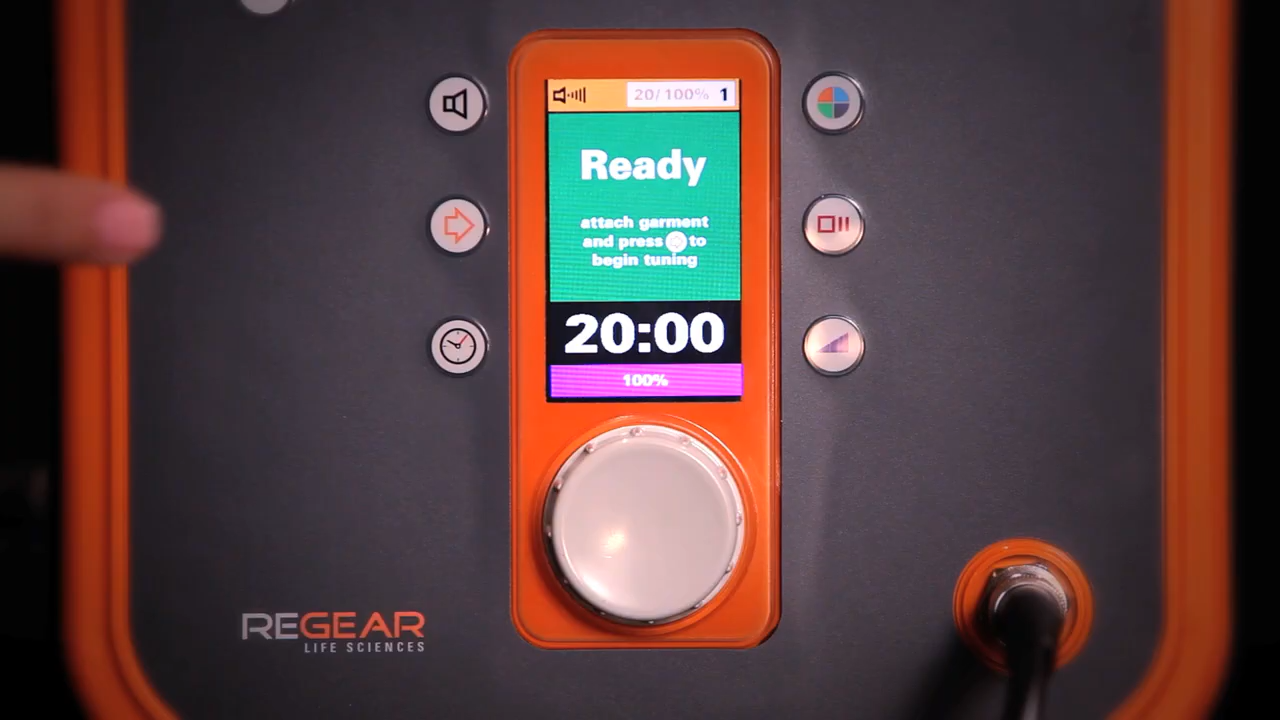 20/100% 1
Ready
attach garment
and press to
begin tuning
20:00
100%
REGEAR
LIFE SCIENCES